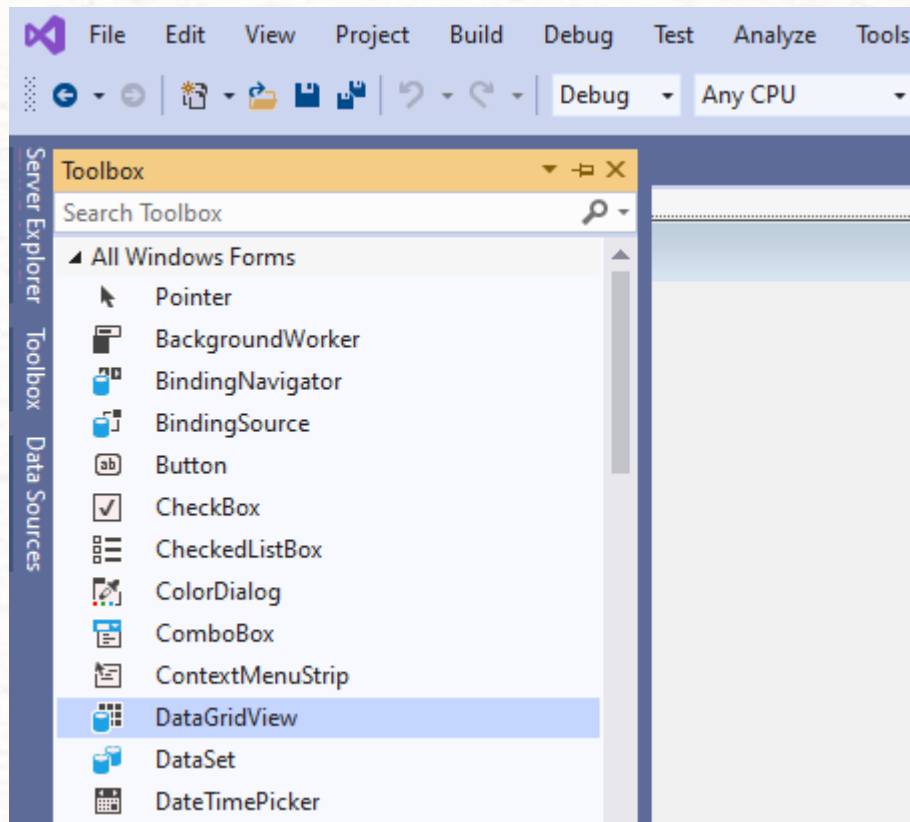 File Edit View Project Build Debug Test Analyze Tools
Debug Any CPU
Server Explorer
Toolbox
Data Sources
Toolbox
Search Toolbox
All Windows Forms
Pointer
BackgroundWorker
BindingNavigator
BindingSource
Button
CheckBox
CheckedListBox
ColorDialog
ComboBox
ContextMenuStrip
DataGridView
DataSet
DateTimePicker